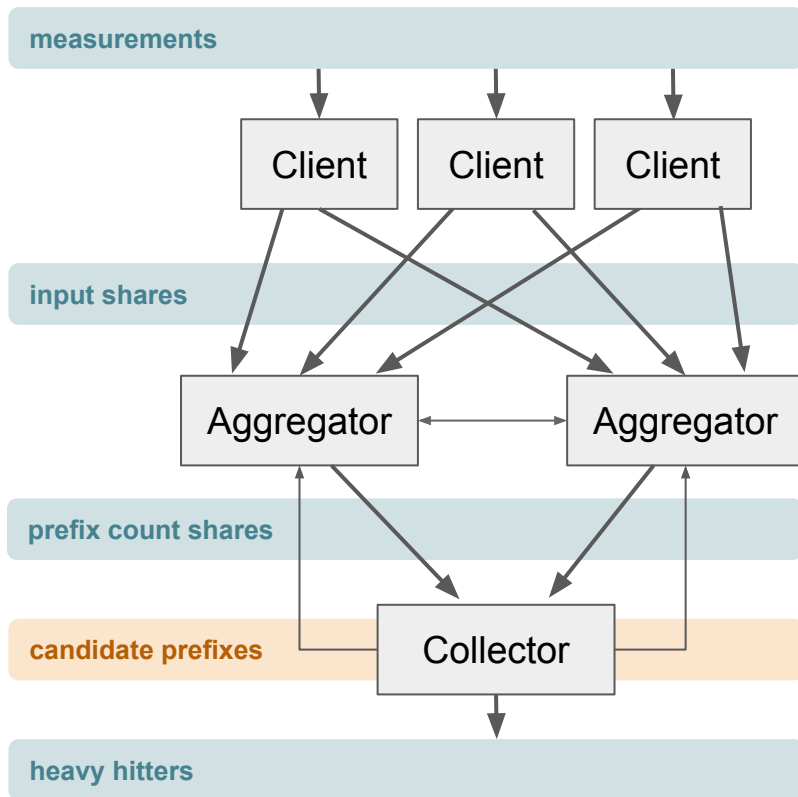 measurements
Client
Client
Client
input shares
Aggregator
Aggregator
prefix count shares
candidate prefixes
Collector
heavy hitters